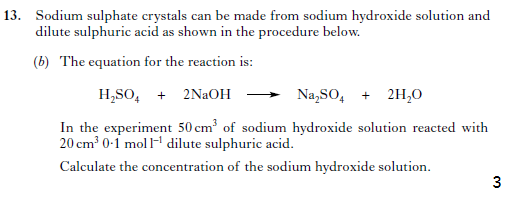 13. Sodium sulphate crystals can be made from sodium hydroxide solution and
dilute sulphuric acid as shown in the procedure below.
(b) The equation for the reaction is:
H₂SO₄ + 2NaOH ⟶ Na₂SO₄ + 2H₂O
In the experiment 50 cm³ of sodium hydroxide solution reacted with
20 cm³ 0·1 mol l⁻¹ dilute sulphuric acid.
Calculate the concentration of the sodium hydroxide solution.
3